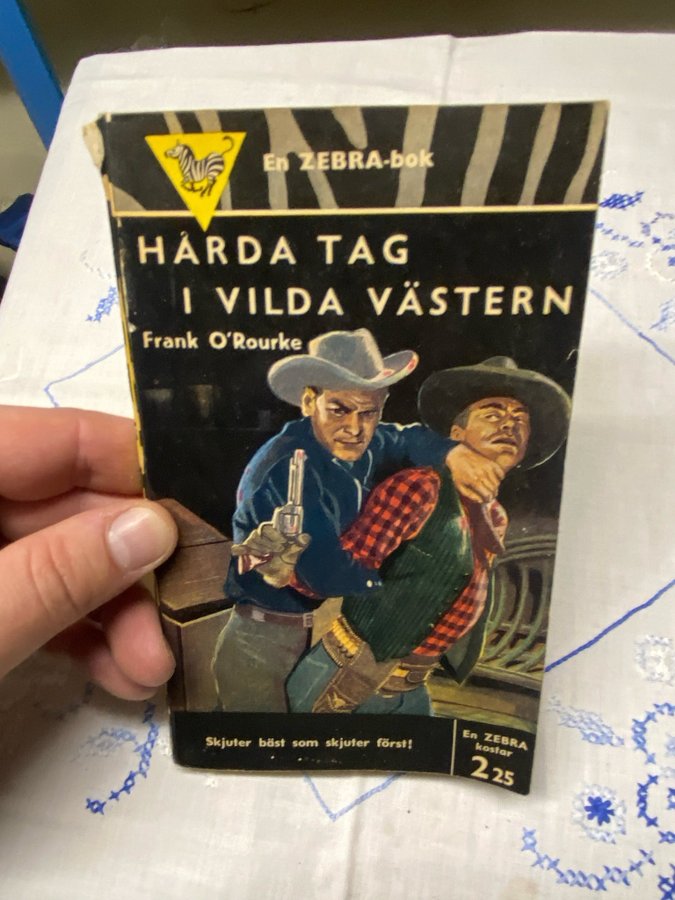 En ZEBRA-bok
HÅRDA TAG
I VILDA VÄSTERN
Frank O'Rourke
Skjuter bäst som skjuter först!
En ZEBRA
kostar
2 25